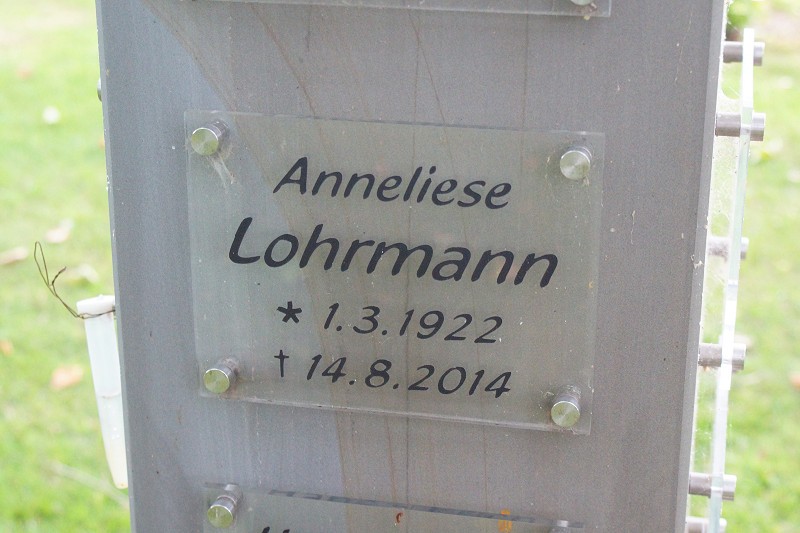 Anneliese
Lohrmann
* 1.3.1922
† 14.8.2014